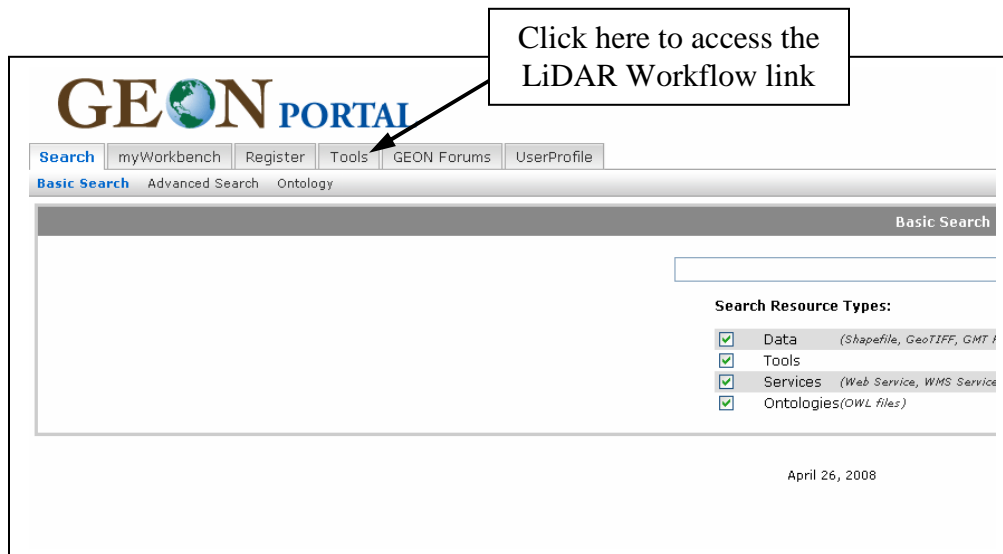 Click here to access the
LiDAR Workflow link
GEON PORTAL
Search myWorkbench Register Tools GEON Forums UserProfile
Basic Search Advanced Search Ontology
Basic Search
Search Resource Types:
Data (Shapefile, GeoTIFF, GMT
Tools
Services (Web Service, WMS Service
Ontologies(OWL files)
April 26, 2008